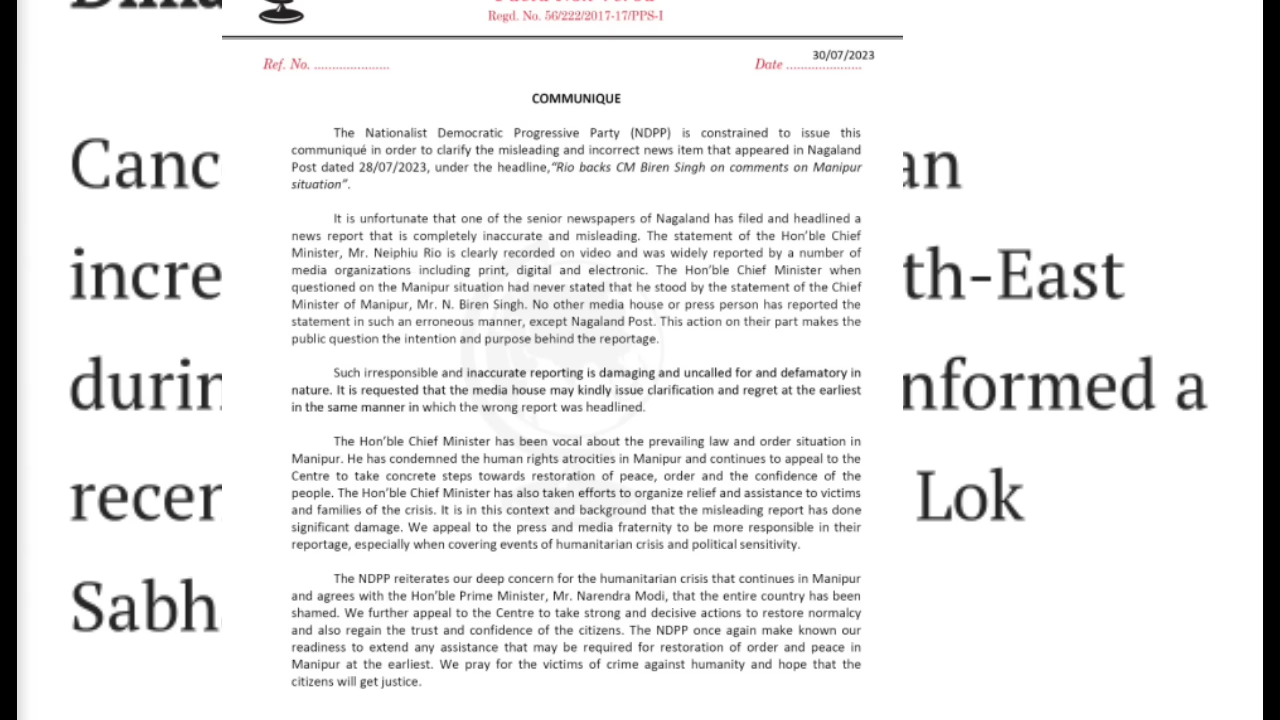 Regd. No. 56/222/2017-17/PPS-I
Ref. No. ......................
Date ......................
30/07/2023
COMMUNIQUE
The Nationalist Democratic Progressive Party (NDPP) is constrained to issue this
communiqué in order to clarify the misleading and incorrect news item that appeared in Nagaland
Post dated 28/07/2023, under the headline,"Rio backs CM Biren Singh on comments on Manipur
situation".
It is unfortunate that one of the senior newspapers of Nagaland has filed and headlined a
news report that is completely inaccurate and misleading. The statement of the Hon'ble Chief
Minister, Mr. Neiphiu Rio is clearly recorded on video and was widely reported by a number of
media organizations including print, digital and electronic. The Hon'ble Chief Minister when
questioned on the Manipur situation had never stated that he stood by the statement of the Chief
Minister of Manipur, Mr. N. Biren Singh. No other media house or press person has reported the
statement in such an erroneous manner, except Nagaland Post. This action on their part makes the
public question the intention and purpose behind the reportage.
Such irresponsible and inaccurate reporting is damaging and uncalled for and defamatory in
nature. It is requested that the media house may kindly issue clarification and regret at the earliest
in the same manner in which the wrong report was headlined.
The Hon'ble Chief Minister has been vocal about the prevailing law and order situation in
Manipur. He has condemned the human rights atrocities in Manipur and continues to appeal to the
Centre to take concrete steps towards restoration of peace, order and the confidence of the
people. The Hon'ble Chief Minister has also taken efforts to organize relief and assistance to victims
and families of the crisis. It is in this context and background that the misleading report has done
significant damage. We appeal to the press and media fraternity to be more responsible in their
reportage, especially when covering events of humanitarian crisis and political sensitivity.
The NDPP reiterates our deep concern for the humanitarian crisis that continues in Manipur
and agrees with the Hon'ble Prime Minister, Mr. Narendra Modi, that the entire country has been
shamed. We further appeal to the Centre to take strong and decisive actions to restore normalcy
and also regain the trust and confidence of the citizens. The NDPP once again make known our
readiness to extend any assistance that may be required for restoration of order and peace in
Manipur at the earliest. We pray for the victims of crime against humanity and hope that the
citizens will get justice.
Canc an
incre th-East
durin nformed a
recer Lok
Sabh